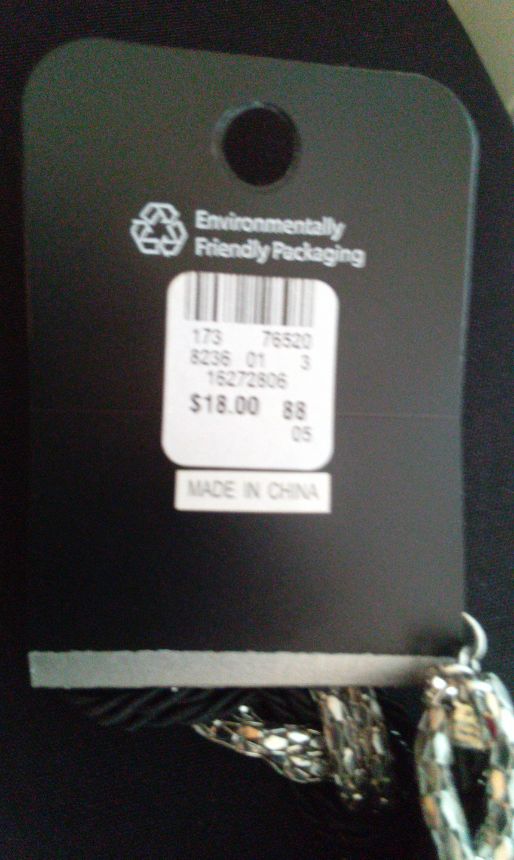 Environmentally
Friendly Packaging
173 76520
8236 01 3
16272806
$18.00 88
05
MADE IN CHINA